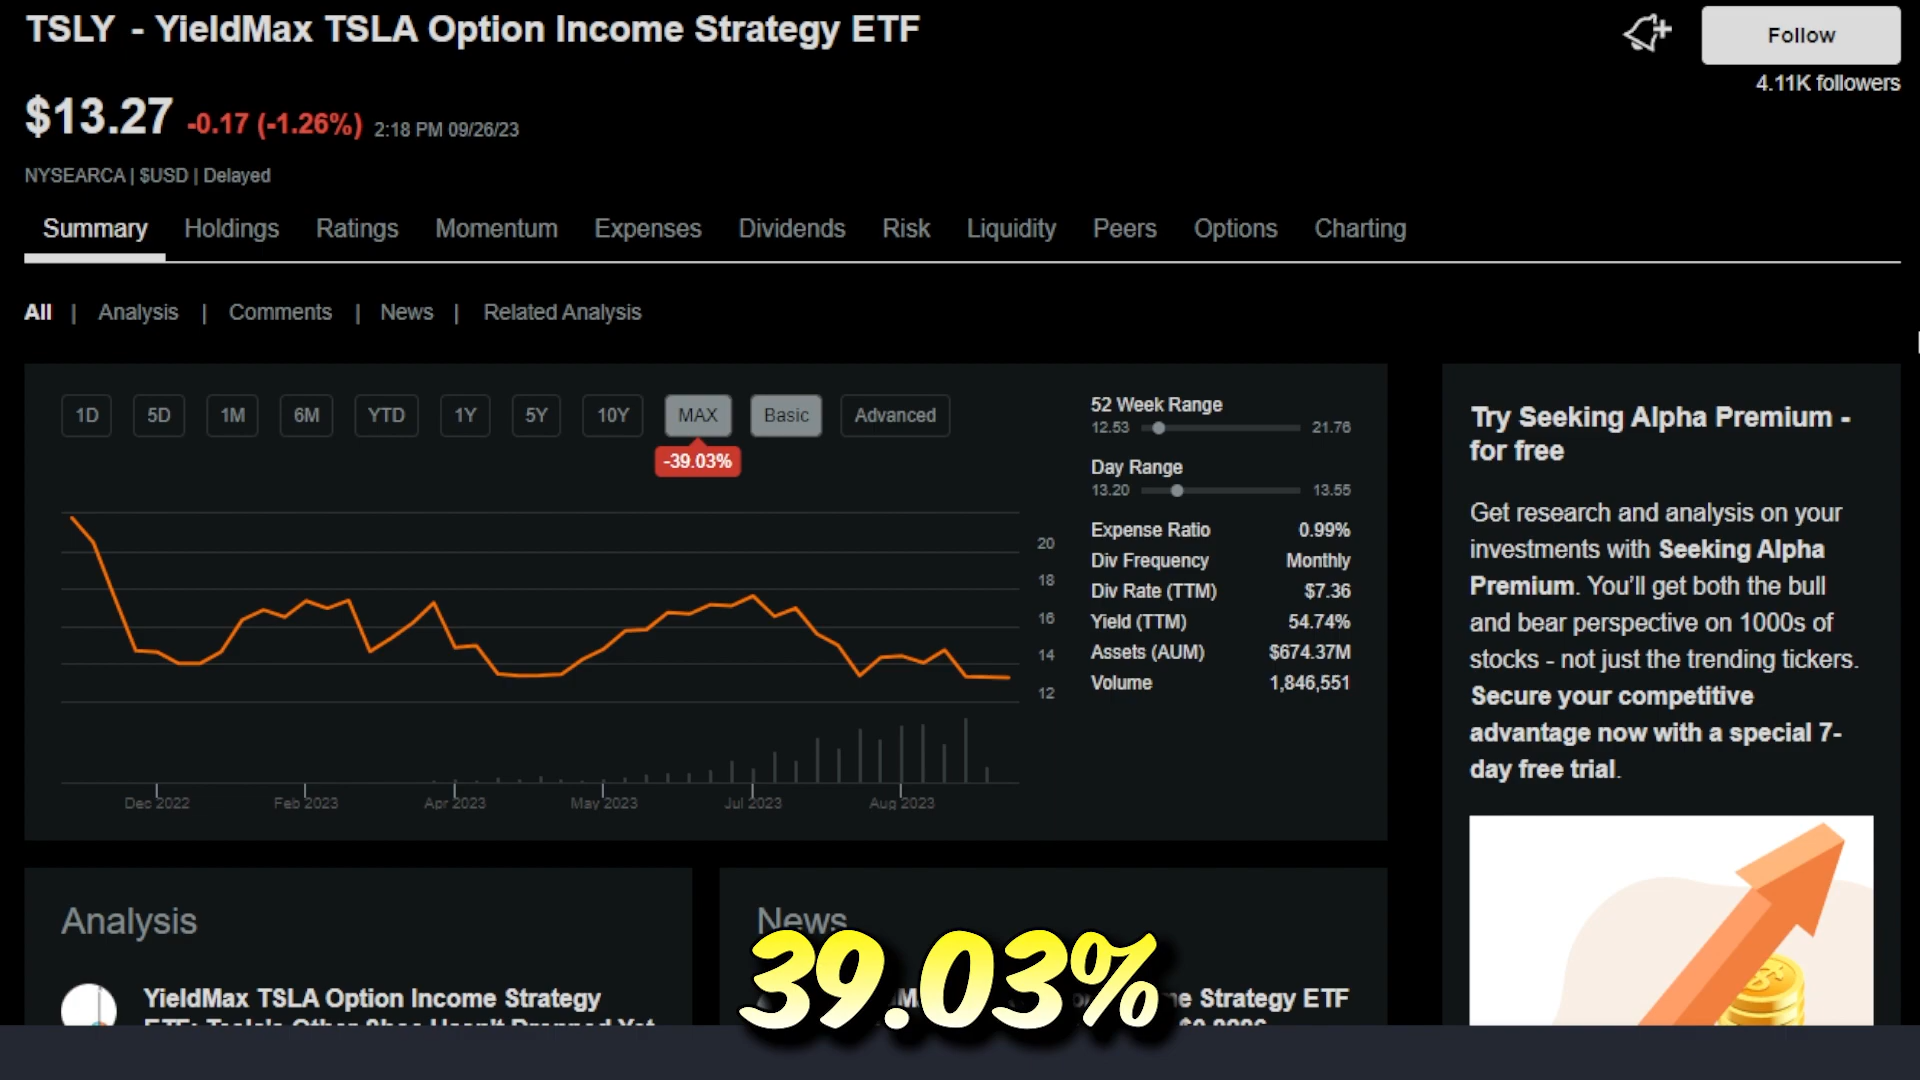 TSLY - YieldMax TSLA Option Income Strategy ETF
Follow
4.11K followers
$13.27 -0.17 (-1.26%) 2:18 PM 09/26/23
NYSEARCA | $USD | Delayed
Summary Holdings Ratings Momentum Expenses Dividends Risk Liquidity Peers Options Charting
All | Analysis | Comments | News | Related Analysis
1D 5D 1M 6M YTD 1Y 5Y 10Y MAX Basic Advanced
-39.03%
20
18
16
14
12
Dec 2022 Feb 2023 Apr 2023 May 2023 Jul 2023 Aug 2023
52 Week Range
12.53 21.76
Day Range
13.20 13.55
Expense Ratio 0.99%
Div Frequency Monthly
Div Rate (TTM) $7.36
Yield (TTM) 54.74%
Assets (AUM) $674.37M
Volume 1,846,551
Try Seeking Alpha Premium -
for free
Get research and analysis on your
investments with Seeking Alpha
Premium. You'll get both the bull
and bear perspective on 1000s of
stocks - not just the trending tickers.
Secure your competitive
advantage now with a special 7-
day free trial.
Analysis
YieldMax TSLA Option Income Strategy
News
Strategy ETF
39.03%